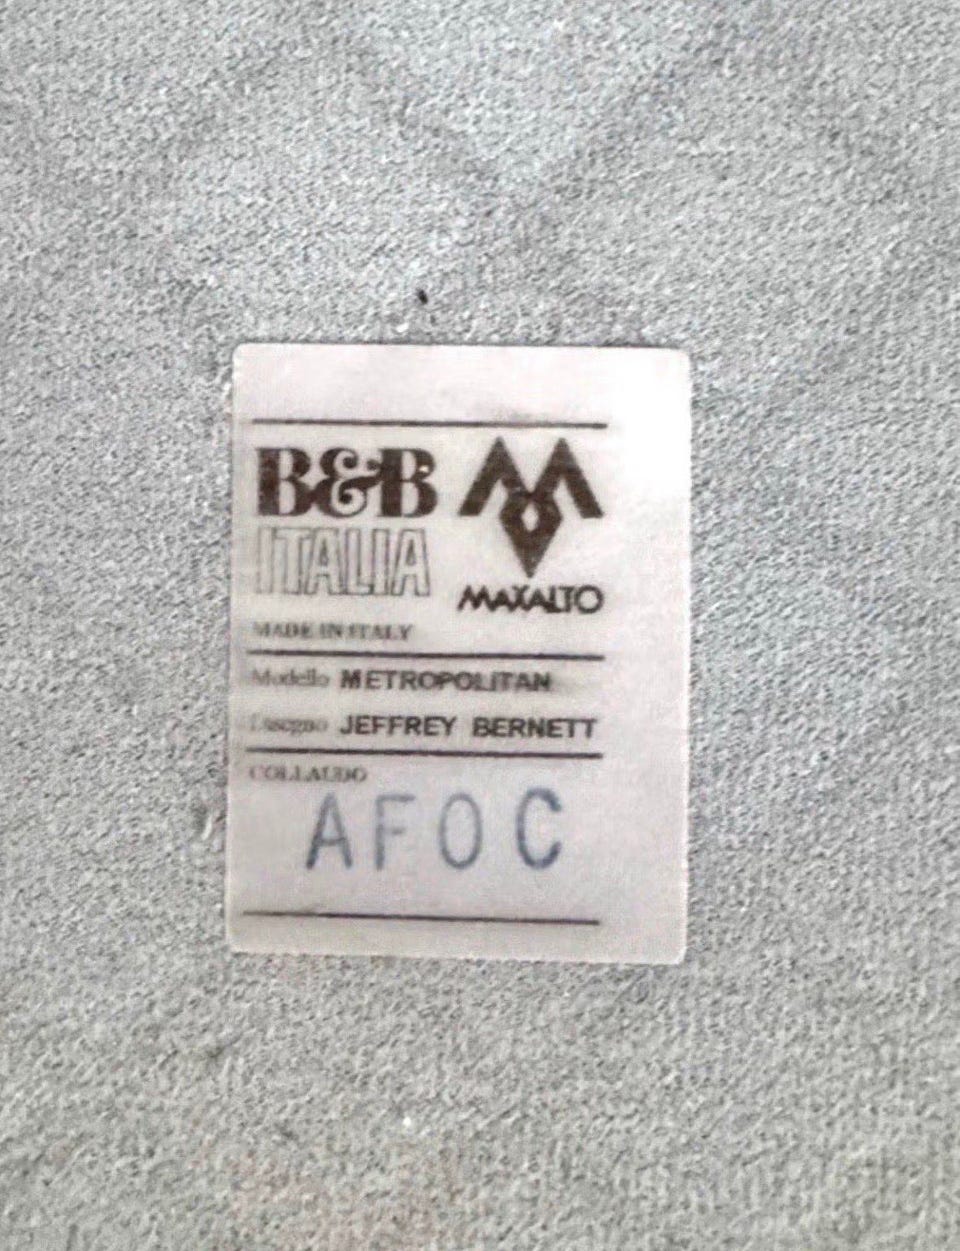 B&B
ITALIA
MAXALTO
MADE IN ITALY
Modello METROPOLITAN
Disegno JEFFREY BERNETT
COLLAUDO
AFOC